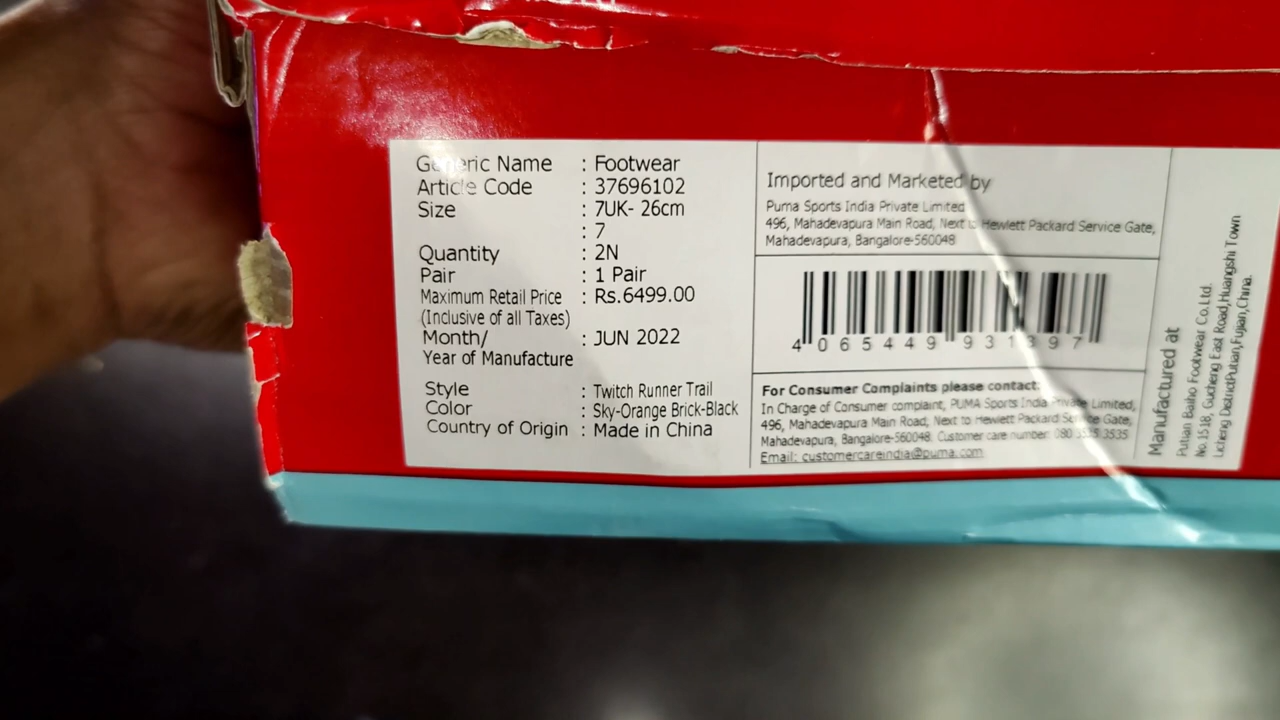 Generic Name : Footwear
Article Code : 37696102
Size : 7UK- 26cm
: 7
Quantity : 2N
Pair : 1 Pair
Maximum Retail Price : Rs.6499.00
(Inclusive of all Taxes)
Month/ : JUN 2022
Year of Manufacture
Style : Twitch Runner Trail
Color : Sky-Orange Brick-Black
Country of Origin : Made in China
Imported and Marketed by
Puma Sports India Private Limited
496, Mahadevapura Main Road, Next to Hewlett Packard Service Gate,
Mahadevapura, Bangalore-560048
4 065449 931397
For Consumer Complaints please contact:
In Charge of Consumer complaint, PUMA Sports India Private Limited,
496, Mahadevapura Main Road, Next to Hewlett Packard Service Gate,
Mahadevapura, Bangalore-560048. Customer care number: 080 3535 3535
Email: customercareindia@puma.com
Manufactured at
Putian Baiho Footwear Co.Ltd.
No.1518, Gucheng East Road,Huangshi Town
Licheng DistrictPutian,Fujian,China.